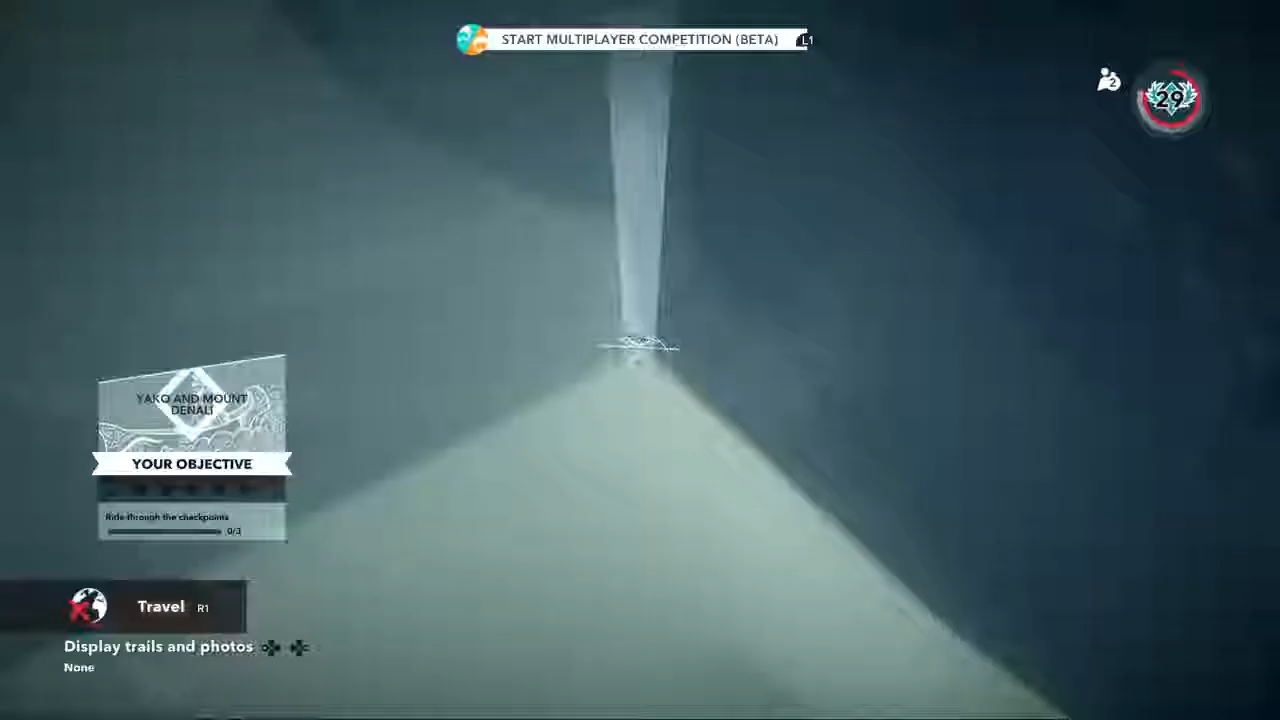 START MULTIPLAYER COMPETITION (BETA) L1
2
29
YAKO AND MOUNT
DENALI
YOUR OBJECTIVE
Ride through the checkpoints
0/3
Travel R1
Display trails and photos
None